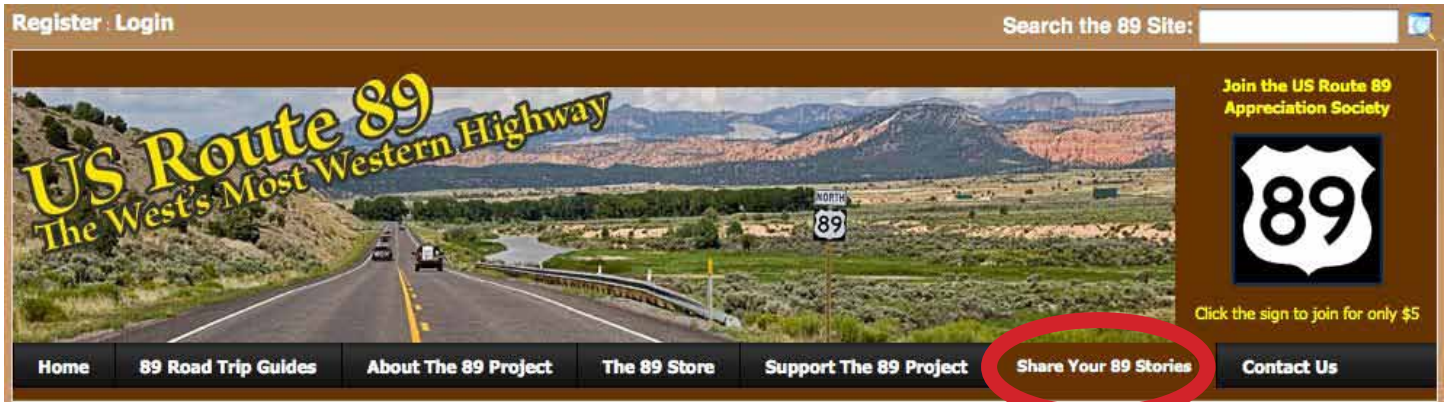 Register : Login
Search the 89 Site:
US Route 89
The West's Most Western Highway
NORTH
89
Join the US Route 89
Appreciation Society
89
Click the sign to join for only $5
Home
89 Road Trip Guides
About The 89 Project
The 89 Store
Support The 89 Project
Share Your 89 Stories
Contact Us